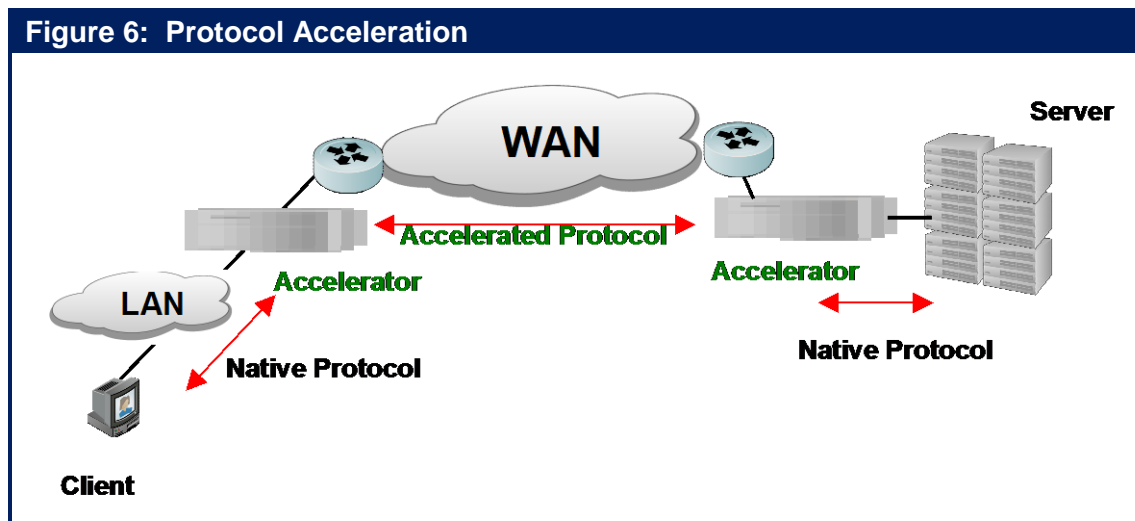 Figure 6:  Protocol Acceleration
Server
WAN
Accelerated Protocol
Accelerator
Accelerator
LAN
Native Protocol
Native Protocol
Client